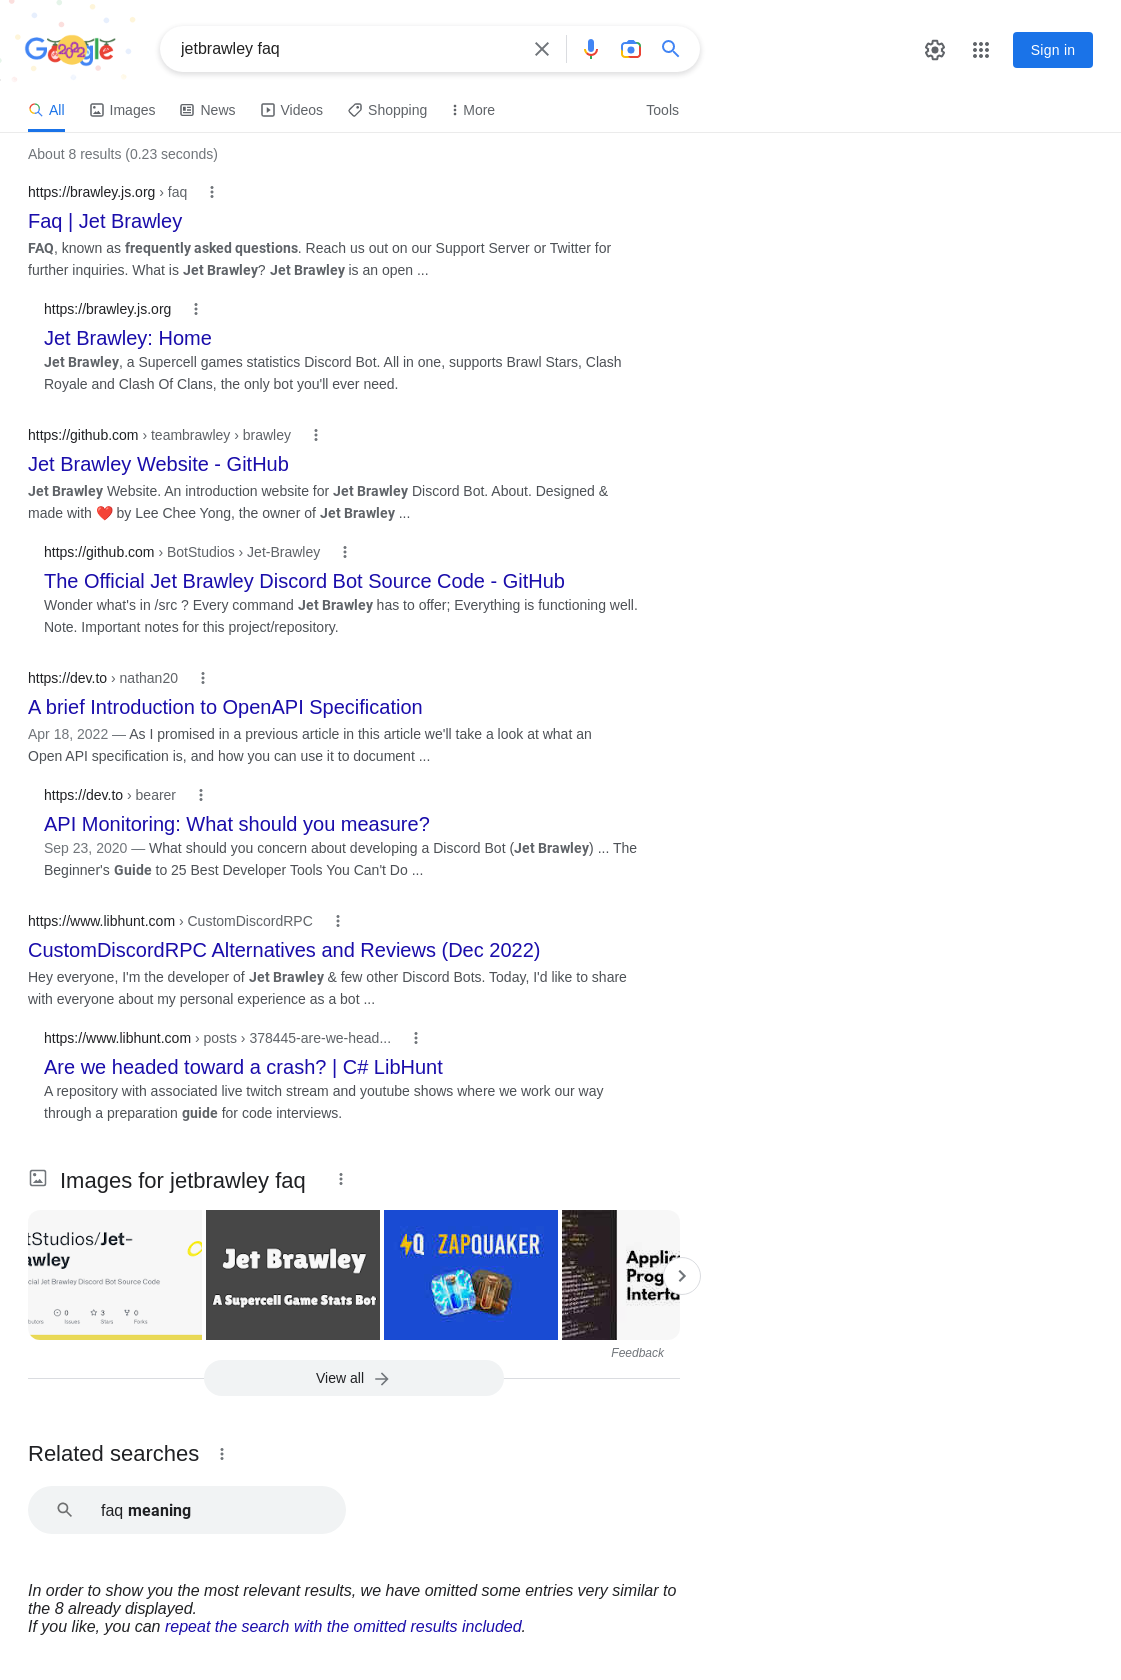 Google 2022
jetbrawley faq
Sign in
All Images News Videos Shopping More Tools
About 8 results (0.23 seconds)
https://brawley.js.org › faq
Faq | Jet Brawley
FAQ, known as frequently asked questions. Reach us out on our Support Server or Twitter for
further inquiries. What is Jet Brawley? Jet Brawley is an open ...
https://brawley.js.org
Jet Brawley: Home
Jet Brawley, a Supercell games statistics Discord Bot. All in one, supports Brawl Stars, Clash
Royale and Clash Of Clans, the only bot you'll ever need.
https://github.com › teambrawley › brawley
Jet Brawley Website - GitHub
Jet Brawley Website. An introduction website for Jet Brawley Discord Bot. About. Designed &
made with ❤️ by Lee Chee Yong, the owner of Jet Brawley ...
https://github.com › BotStudios › Jet-Brawley
The Official Jet Brawley Discord Bot Source Code - GitHub
Wonder what's in /src ? Every command Jet Brawley has to offer; Everything is functioning well.
Note. Important notes for this project/repository.
https://dev.to › nathan20
A brief Introduction to OpenAPI Specification
Apr 18, 2022 — As I promised in a previous article in this article we'll take a look at what an
Open API specification is, and how you can use it to document ...
https://dev.to › bearer
API Monitoring: What should you measure?
Sep 23, 2020 — What should you concern about developing a Discord Bot (Jet Brawley) ... The
Beginner's Guide to 25 Best Developer Tools You Can't Do ...
https://www.libhunt.com › CustomDiscordRPC
CustomDiscordRPC Alternatives and Reviews (Dec 2022)
Hey everyone, I'm the developer of Jet Brawley & few other Discord Bots. Today, I'd like to share
with everyone about my personal experience as a bot ...
https://www.libhunt.com › posts › 378445-are-we-head...
Are we headed toward a crash? | C# LibHunt
A repository with associated live twitch stream and youtube shows where we work our way
through a preparation guide for code interviews.
Images for jetbrawley faq
tStudios/Jet-
awley
cial Jet Brawley Discord Bot Source Code
0 3 0
butors Issues Stars Forks
Jet Brawley
A Supercell Game Stats Bot
Q ZAPQUAKER
Applic
Progr
Interfa
Feedback
View all
Related searches
faq meaning
In order to show you the most relevant results, we have omitted some entries very similar to
the 8 already displayed.
If you like, you can repeat the search with the omitted results included.